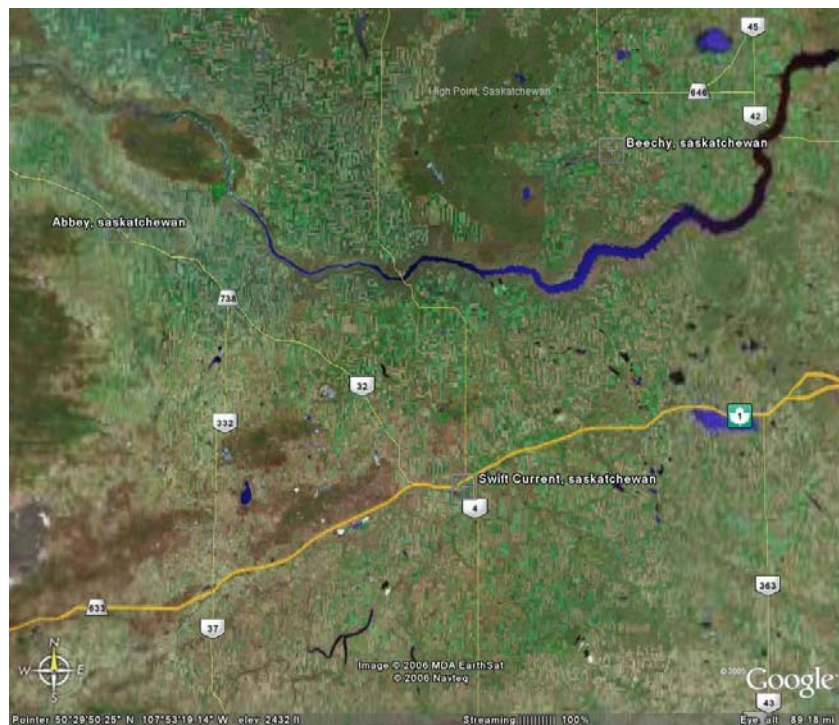 45
High Point, Saskatchewan
646
42
Beechy, saskatchewan
Abbey, saskatchewan
738
32
1
332
Swift Current, saskatchewan
4
363
633
37
N
W E
S
Image © 2006 MDA EarthSat
© 2006 Navteq
Google
43
Pointer 50°29'50.25" N 107°53'19.14" W elev 2432 ft Streaming |||||||||| 100% Eye alt 89.18 mi